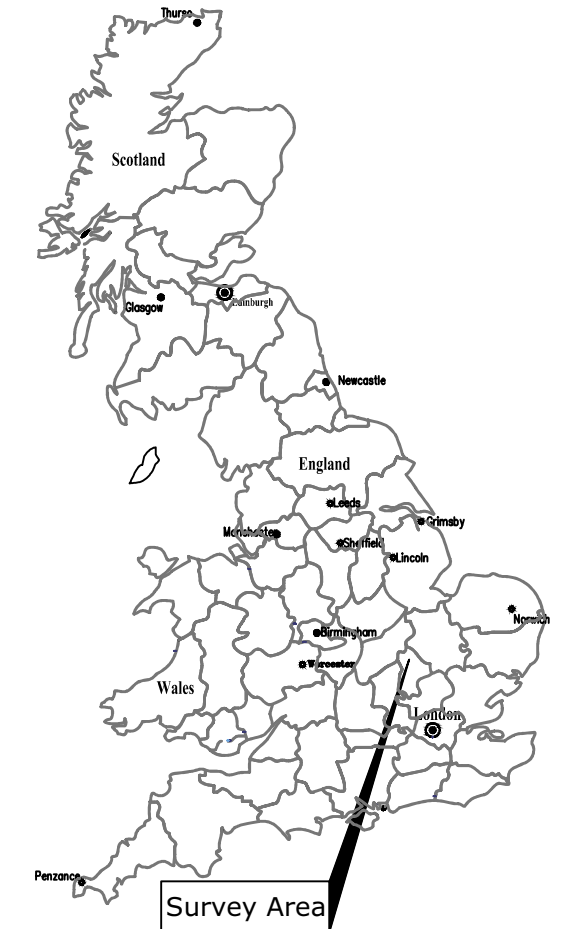 Thurso
Scotland
Glasgow
Edinburgh
Newcastle
England
Leeds
Grimsby
Manchester
Sheffield
Lincoln
Norwich
Birmingham
Worcester
Wales
London
Penzance
Survey Area